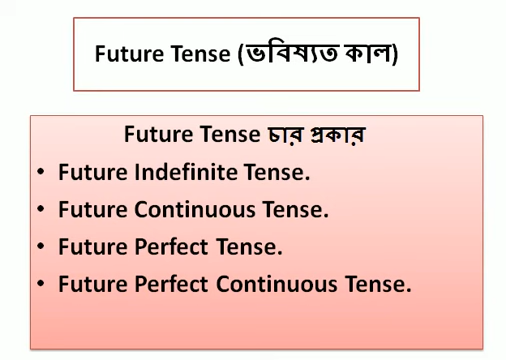 Future Tense (ভবিষ্যত কাল)
Future Tense চার প্রকার
• Future Indefinite Tense.
• Future Continuous Tense.
• Future Perfect Tense.
• Future Perfect Continuous Tense.